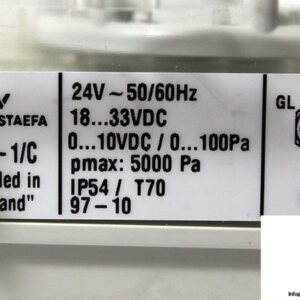 STAEFA
-1/C
led in
and"
24V ~ 50/60Hz
18...33VDC
0...10VDC / 0...100Pa
pmax: 5000 Pa
IP54 / T70
97-10
GL